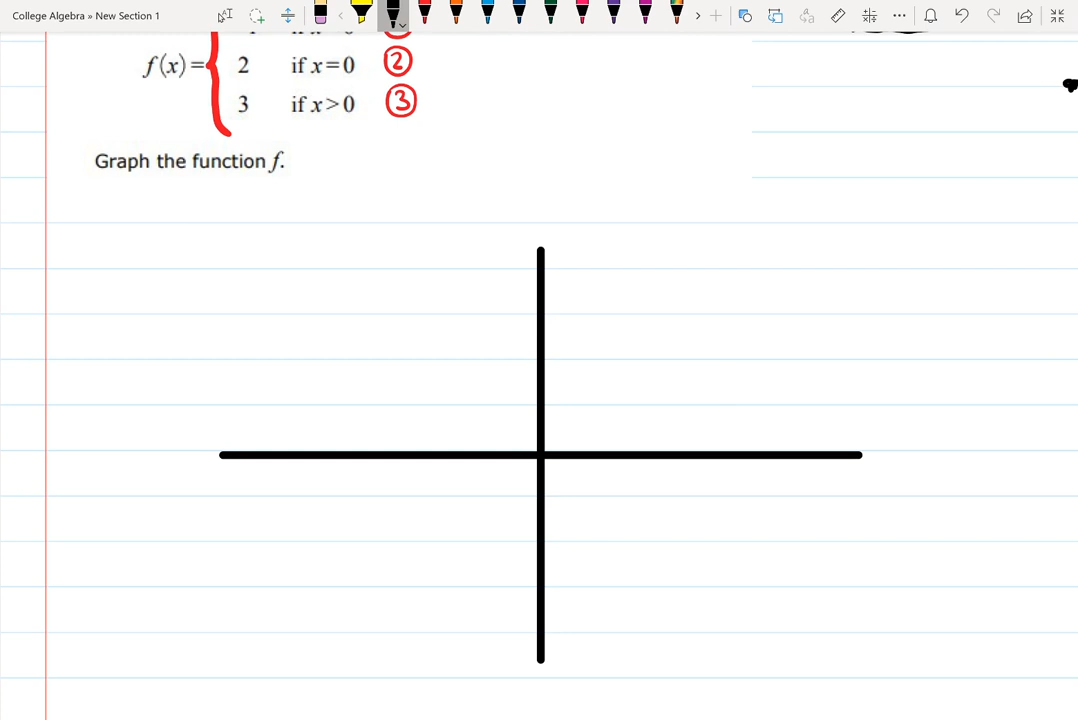 College Algebra » New Section 1
f(x)=
2 if x=0 ②
3 if x>0 ③
Graph the function f.